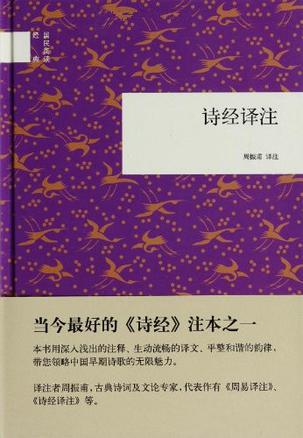 国民阅读
经典
诗经译注
周振甫 译注
当今最好的《诗经》注本之一
本书用深入浅出的注释、生动流畅的译文、平整和谐的韵律，
带您领略中国早期诗歌的无限魅力。
译注者周振甫，古典诗词及文论专家，代表作有《周易译注》、
《诗经译注》等。